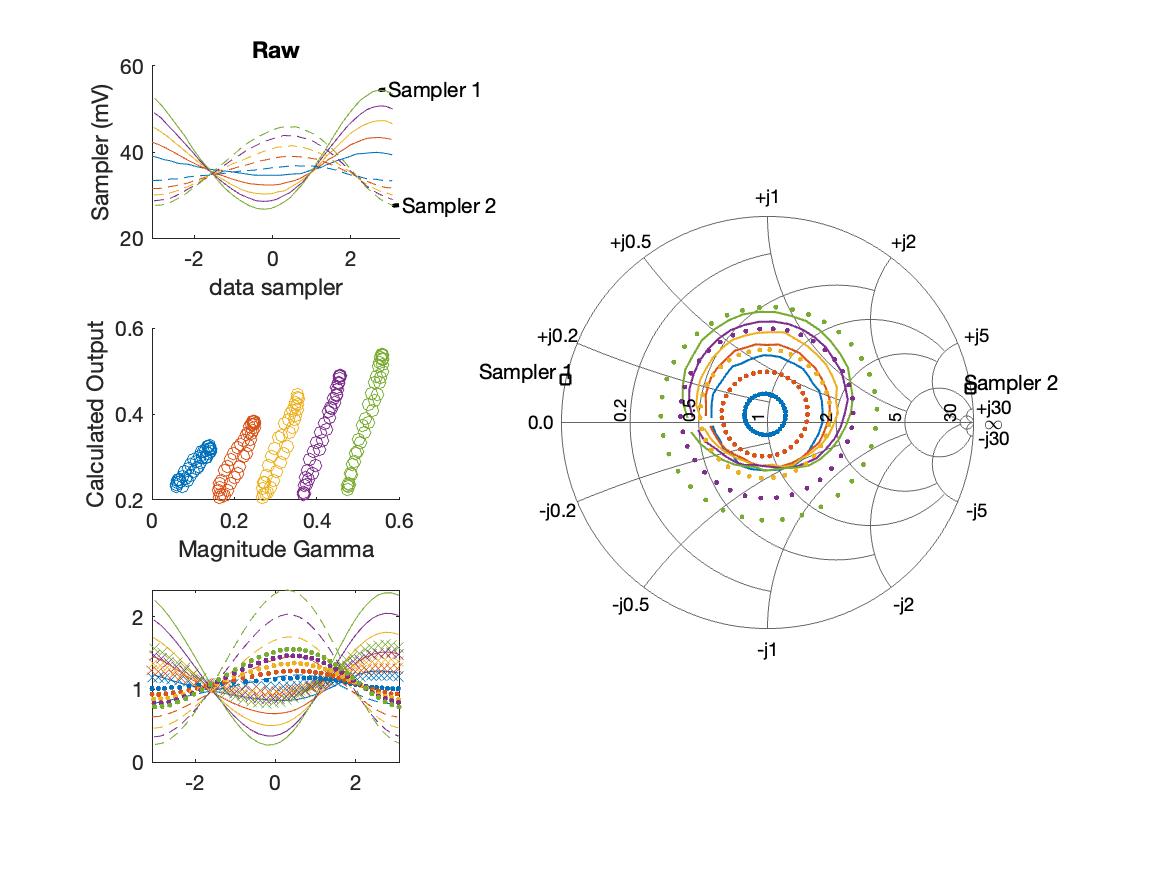 Raw
60
40
20
Sampler (mV)
Sampler 1
Sampler 2
-2
0
2
data sampler
0.6
0.4
0.2
Calculated Output
0
0.2
0.4
0.6
Magnitude Gamma
2
1
0
-2
0
2
+j1
+j0.5
+j2
+j0.2
+j5
Sampler 1
Sampler 2
0.0
0.2
0.5
1
2
5
30
+j30
∞
-j30
-j0.2
-j5
-j0.5
-j2
-j1